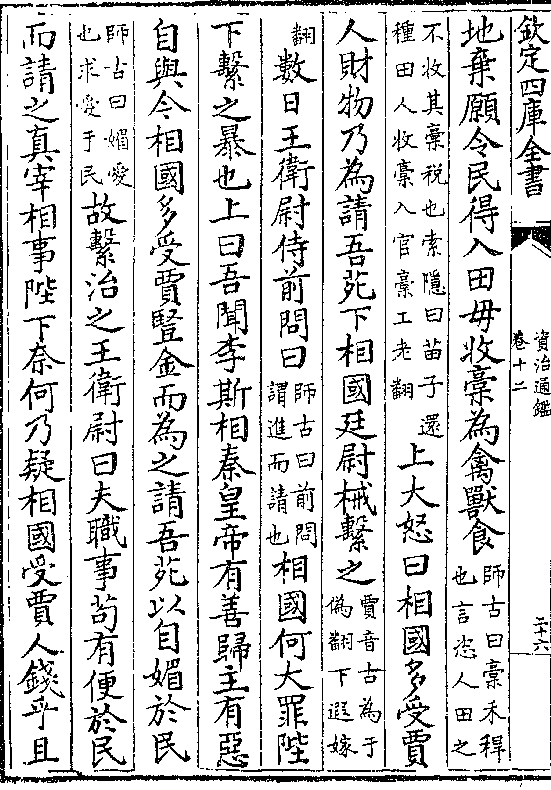 欽定四庫全書
資治通鑑
卷十二
二十六
地棄願令民得入田毋收稾為禽獸食師古曰稾禾稈也言恣人田之
不收其稾税也索隱曰苗子還種田人收稾入官稾工老翻上大怒曰相國多受賈
人財物乃為請吾苑下相國廷尉械繫之賈音古為于偽翻下遐嫁
翻數日王衛尉侍前問曰師古曰前問謂進而請也相國何大罪陛
下繫之暴也上曰吾聞李斯相秦皇帝有善歸主有惡
自與今相國多受賈豎金而為之請吾苑以自媚於民
師古曰媚愛也求愛于民故繫治之王衛尉曰夫職事茍有便於民
而請之真宰相事陛下奈何乃疑相國受賈人錢乎且